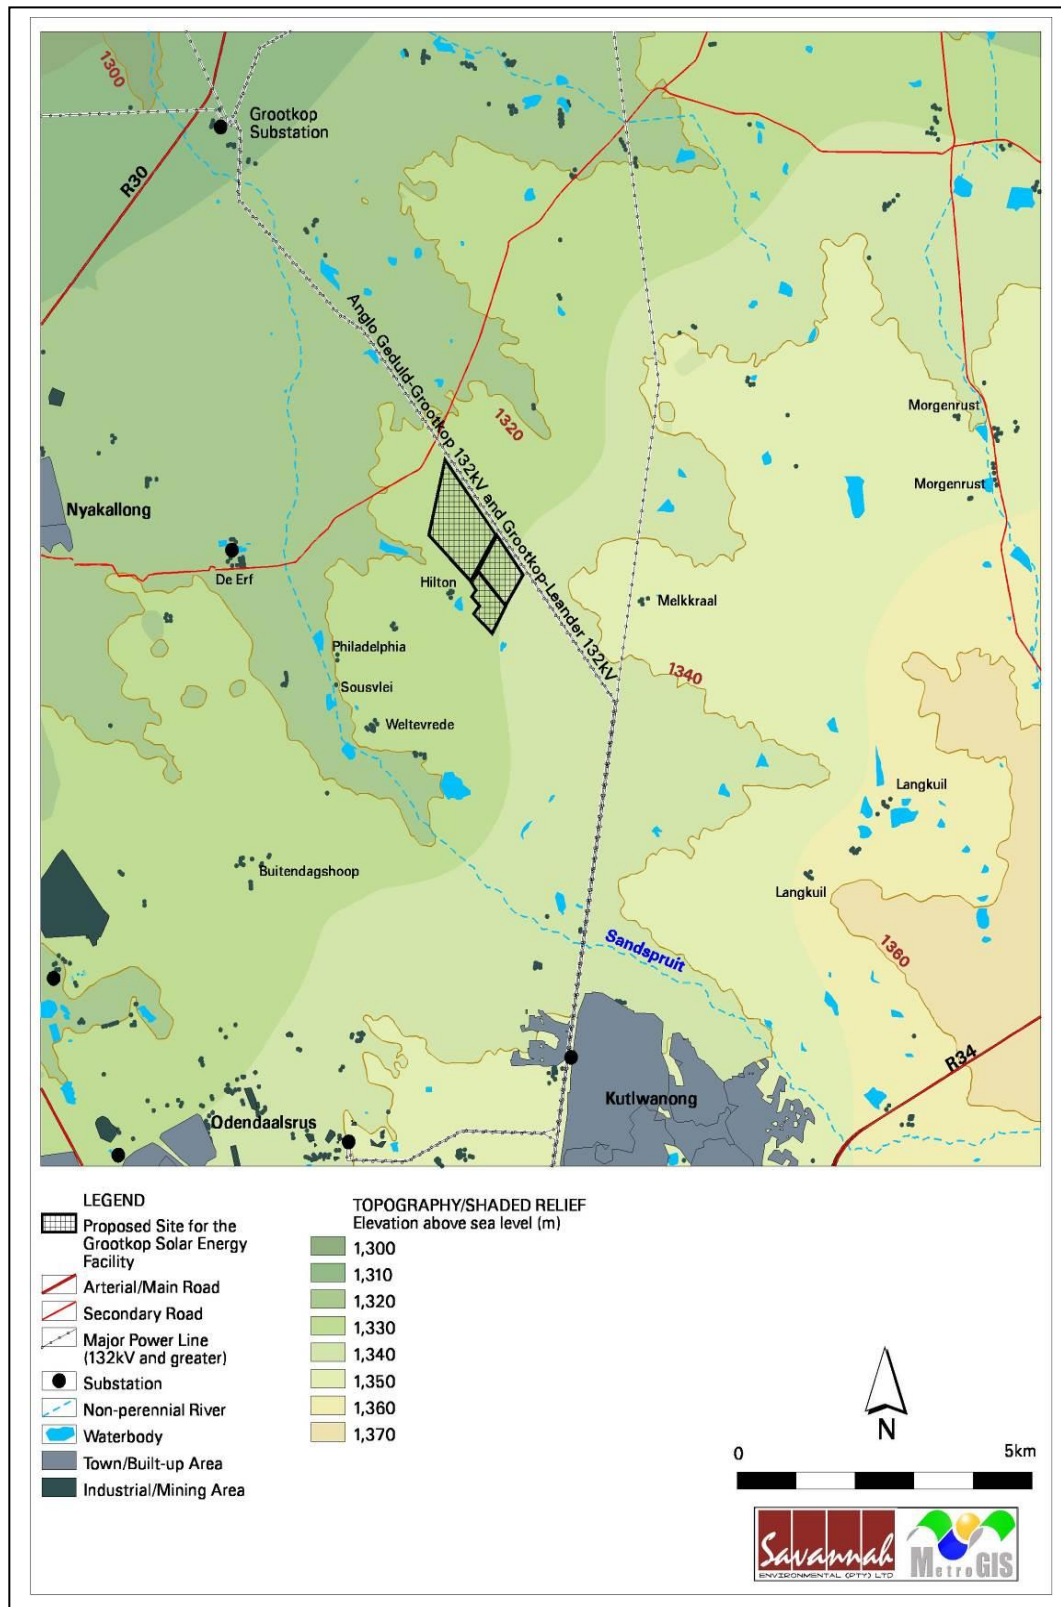 1300
Grootkop
Substation
R30
Anglo Geduld-Grootkop 132kV and Grootkop-Leander 132kV
1320
Morgenrust
Morgenrust
Nyakallong
De Erf
Hilton
Melkkraal
Philadelphia
1340
Sousvlei
Weltevrede
Langkuil
Buitendagshoop
Langkuil
Sandspruit
1360
R34
Kutlwanong
Odendaalsrus
LEGEND
Proposed Site for the
Grootkop Solar Energy
Facility
Arterial/Main Road
Secondary Road
Major Power Line
(132kV and greater)
Substation
Non-perennial River
Waterbody
Town/Built-up Area
Industrial/Mining Area
TOPOGRAPHY/SHADED RELIEF
Elevation above sea level (m)
1,300
1,310
1,320
1,330
1,340
1,350
1,360
1,370
N
0 5km
Savannah
ENVIRONMENTAL (PTY) LTD
MetroGIS